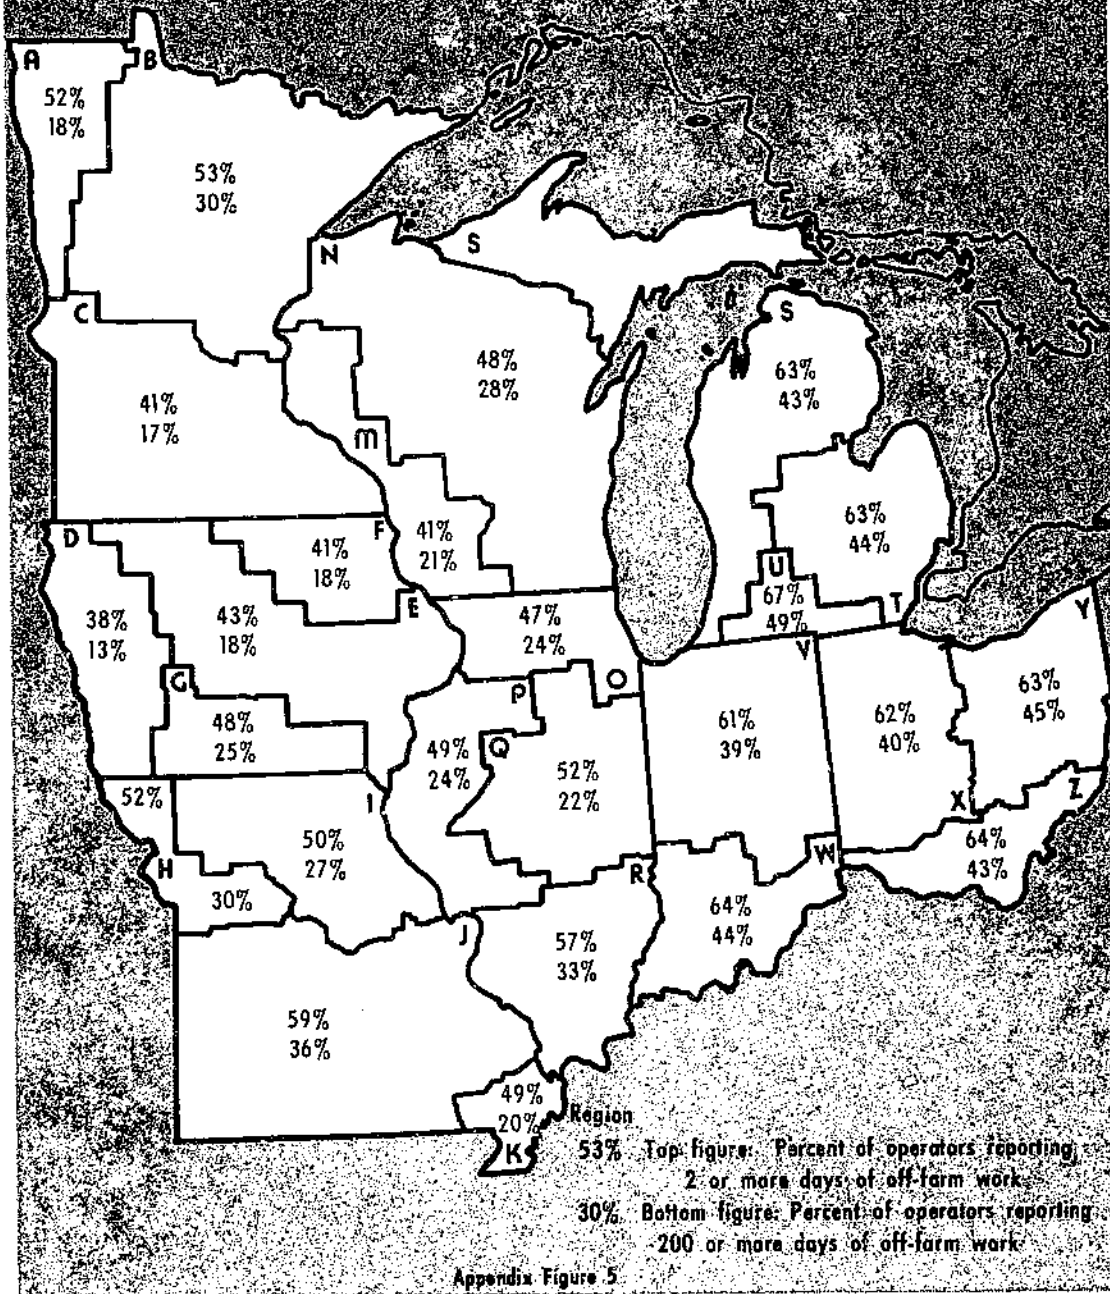 A
B
52%
18%
53%
30%
N
S
C
S
48%
28%
63%
43%
41%
17%
M
D
F
41%
18%
41%
21%
63%
44%
U
67%
49%
T
Y
E
38%
13%
43%
18%
47%
24%
V
G
P
O
63%
45%
48%
25%
49%
24%
Q
52%
22%
61%
39%
62%
40%
52%
I
X
Z
50%
27%
64%
43%
H
30%
R
W
J
64%
44%
57%
33%
59%
36%
49%
20%
K
Region
53% Top figure: Percent of operators reporting
2 or more days of off-farm work
30% Bottom figure: Percent of operators reporting
200 or more days of off-farm work
Appendix Figure 5